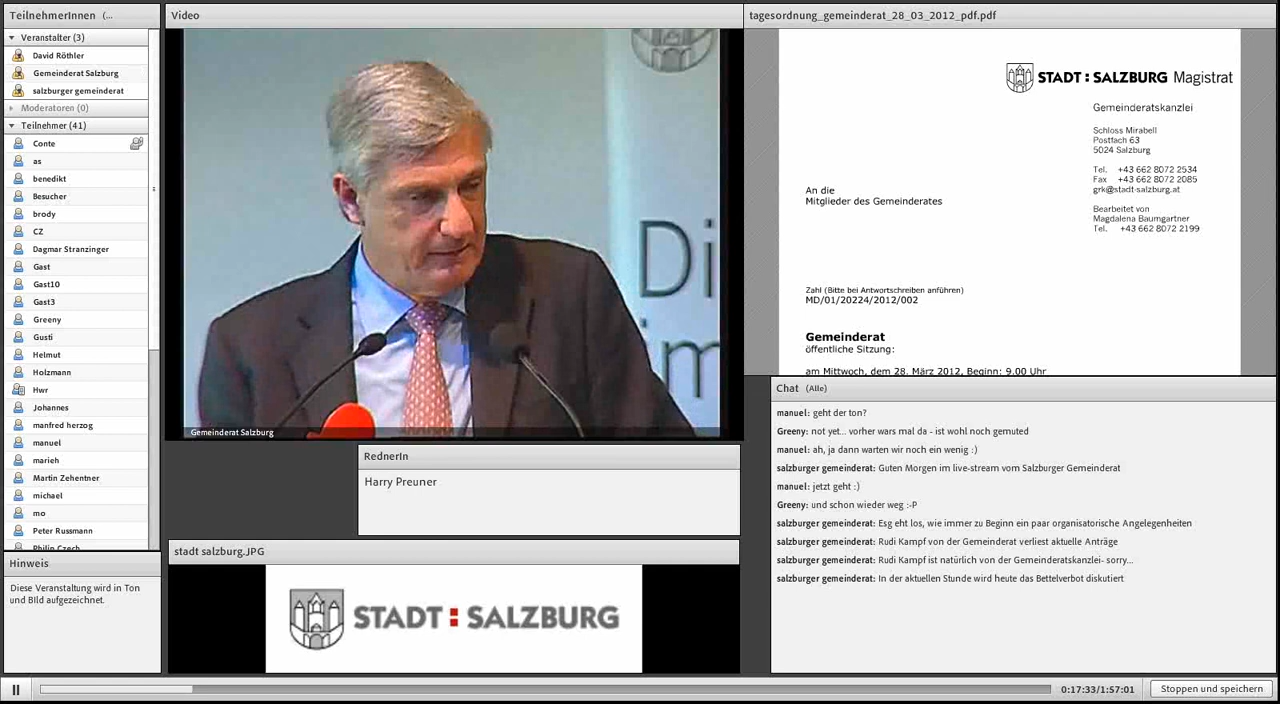 TeilnehmerInnen (...
Veranstalter (3)
David Röthler
Gemeinderat Salzburg
salzburger gemeinderat
Moderatoren (0)
Teilnehmer (41)
Conte
as
benedikt
Besucher
brody
CZ
Dagmar Stranzinger
Gast
Gast10
Gast3
Greeny
Gusti
Helmut
Holzmann
Hwr
Johannes
manfred herzog
manuel
marieh
Martin Zehentner
michael
mo
Peter Russmann
Philip Czech
Hinweis
Diese Veranstaltung wird in Ton
und BIld aufgezeichnet.
Video
Di
im
Gemeinderat Salzburg
RednerIn
Harry Preuner
stadt salzburg.JPG
STADT : SALZBURG
tagesordnung_gemeinderat_28_03_2012_pdf.pdf
STADT : SALZBURG Magistrat
Gemeinderatskanzlei
Schloss Mirabell
Postfach 63
5024 Salzburg
Tel. +43 662 8072 2534
Fax +43 662 8072 2085
grk@stadt-salzburg.at
An die
Mitglieder des Gemeinderates
Bearbeitet von
Magdalena Baumgartner
Tel. +43 662 8072 2199
Zahl (Bitte bei Antwortschreiben anführen)
MD/01/20224/2012/002
Gemeinderat
öffentliche Sitzung:
am Mittwoch, dem 28. März 2012, Beginn: 9.00 Uhr
Chat (Alle)
manuel: geht der ton?
Greeny: not yet... vorher wars mal da - ist wohl noch gemuted
manuel: ah, ja dann warten wir noch ein wenig :)
salzburger gemeinderat: Guten Morgen im live-stream vom Salzburger Gemeinderat
manuel: jetzt geht :)
Greeny: und schon wieder weg :-P
salzburger gemeinderat: Esg eht los, wie immer zu Beginn ein paar organisatorische Angelegenheiten
salzburger gemeinderat: Rudi Kampf von der Gemeinderat verliest aktuelle Anträge
salzburger gemeinderat: Rudi Kampf ist natürlich von der Gemeinderatskanzlei- sorry...
salzburger gemeinderat: In der aktuellen Stunde wird heute das Bettelverbot diskutiert
0:17:33/1:57:01
Stoppen und speichern